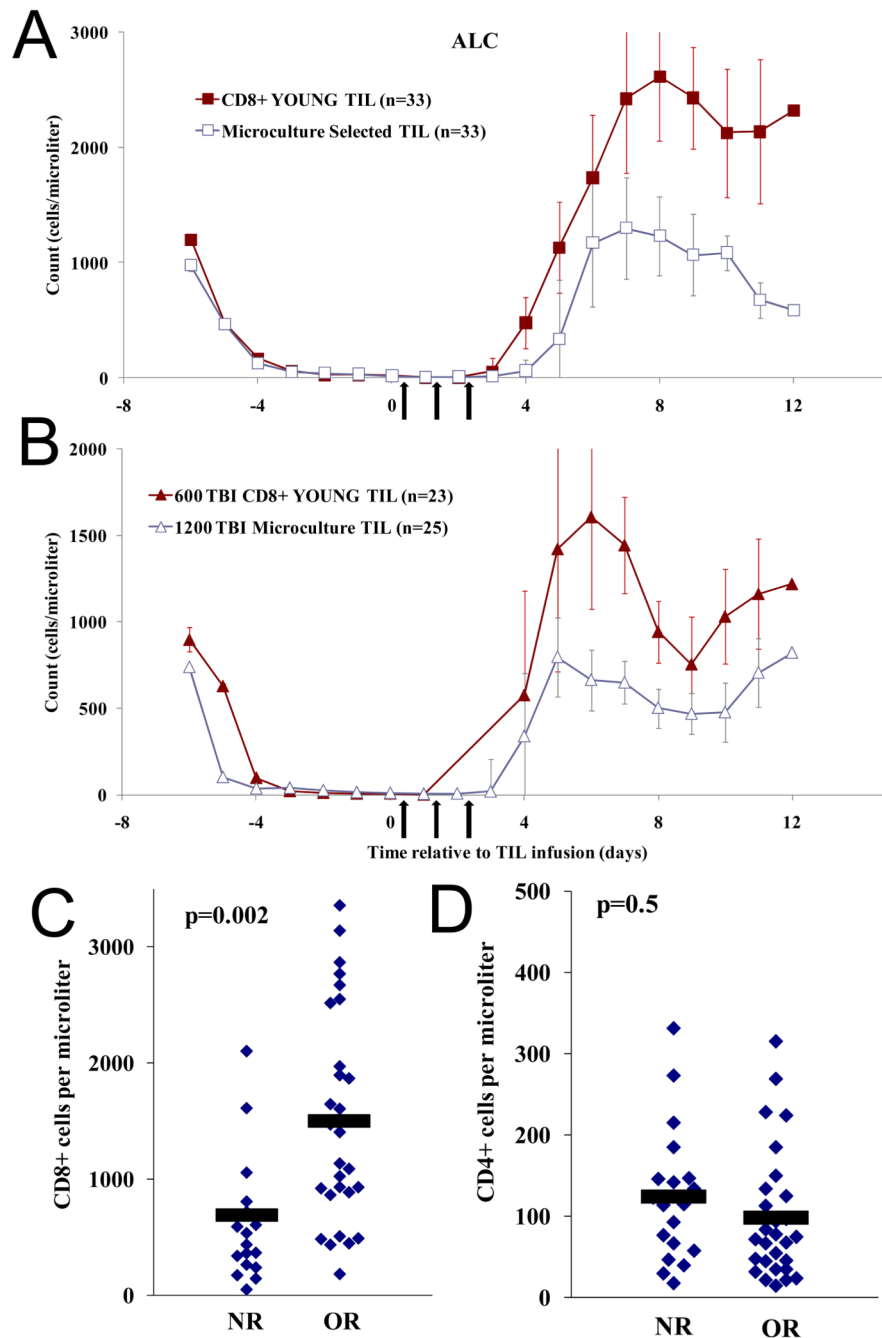 A
ALC
3000
2000
1000
0
Count (cells/microliter)
CD8+ YOUNG TIL (n=33)
Microculture Selected TIL (n=33)
-8 -4 0 4 8 12
B
2000
1500
1000
500
0
Count (cells/microliter)
600 TBI CD8+ YOUNG TIL (n=23)
1200 TBI Microculture TIL (n=25)
-8 -4 0 4 8 12
Time relative to TIL infusion (days)
C
p=0.002
3000
2000
1000
0
CD8+ cells per microliter
NR OR
D
p=0.5
500
400
300
200
100
0
CD4+ cells per microliter
NR OR